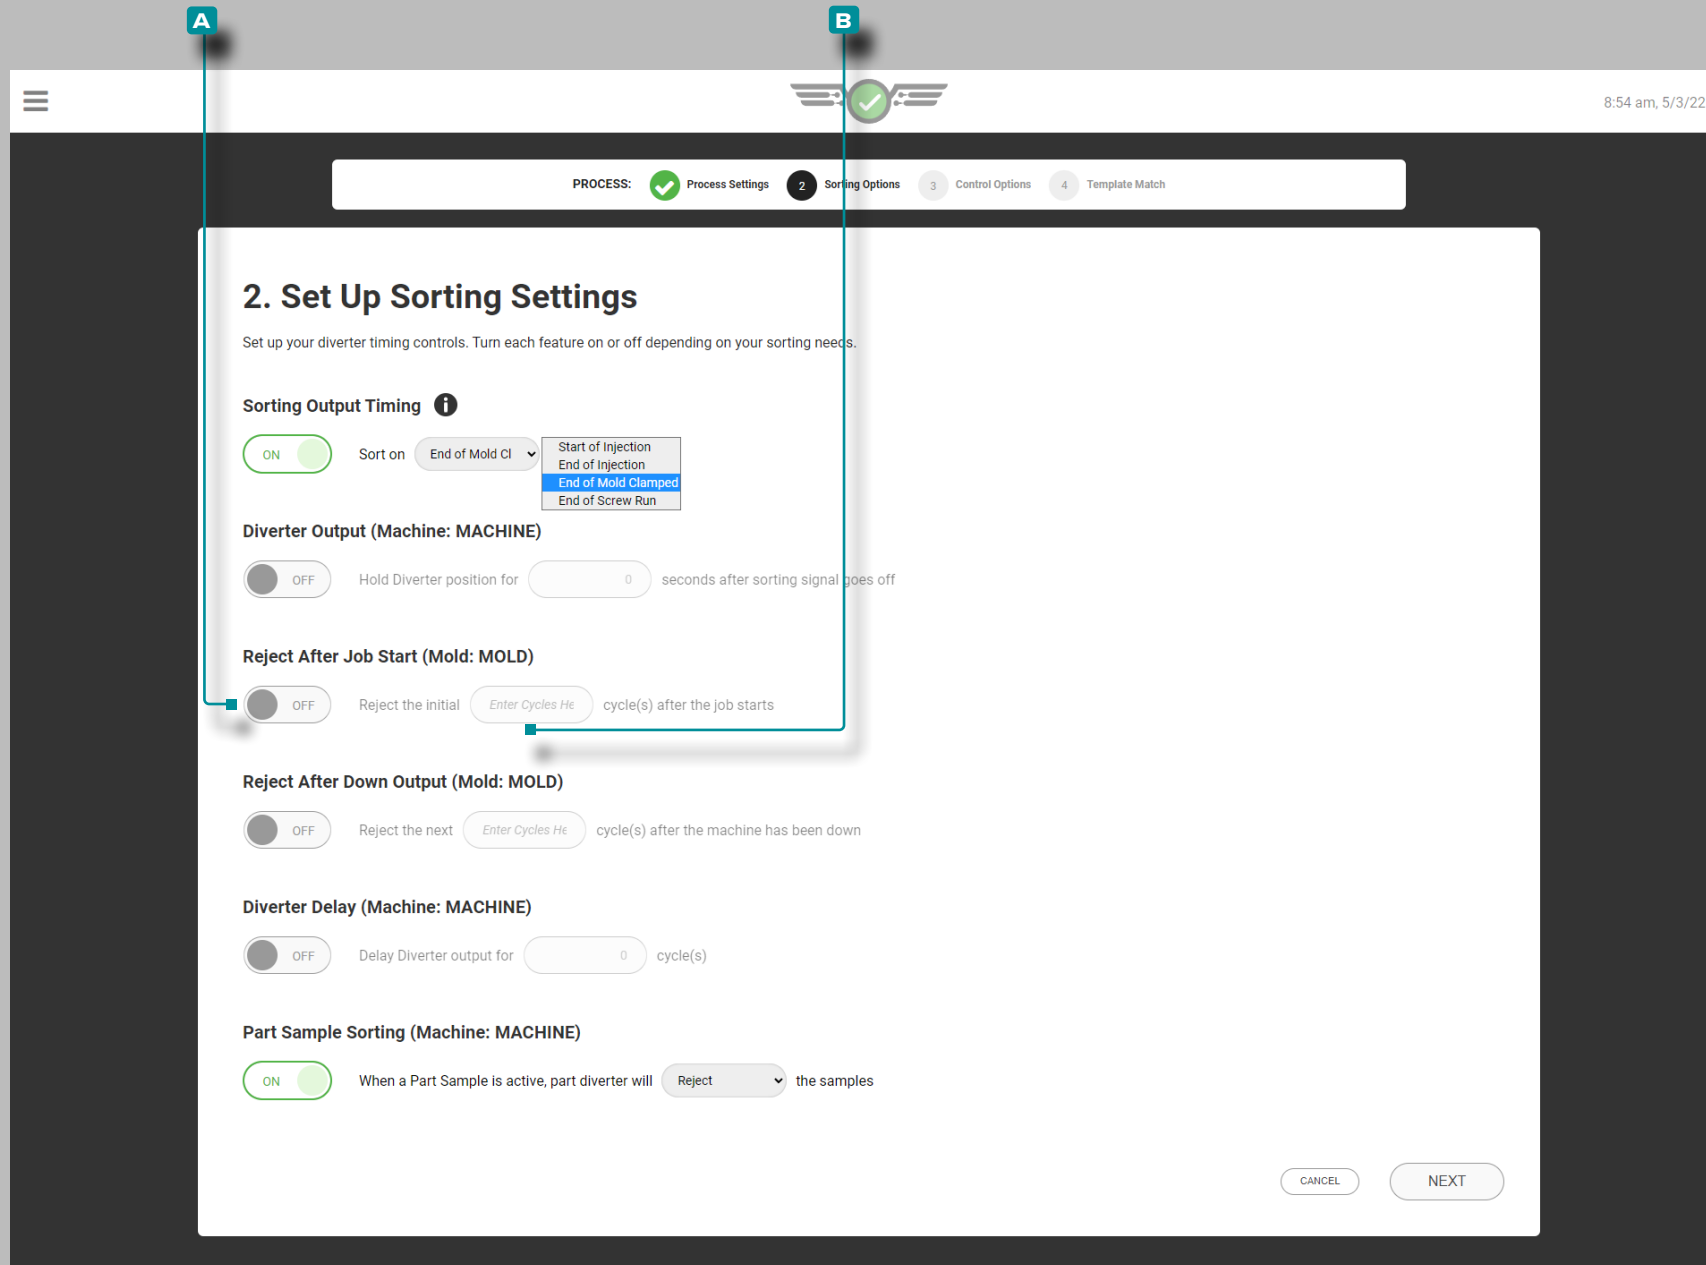 A B
8:54 am, 5/3/22
PROCESS: Process Settings 2 Sorting Options 3 Control Options 4 Template Match
2. Set Up Sorting Settings
Set up your diverter timing controls. Turn each feature on or off depending on your sorting needs.
Sorting Output Timing i
ON Sort on End of Mold Cl
Start of Injection
End of Injection
End of Mold Clamped
End of Screw Run
Diverter Output (Machine: MACHINE)
OFF Hold Diverter position for 0 seconds after sorting signal goes off
Reject After Job Start (Mold: MOLD)
OFF Reject the initial Enter Cycles He cycle(s) after the job starts
Reject After Down Output (Mold: MOLD)
OFF Reject the next Enter Cycles He cycle(s) after the machine has been down
Diverter Delay (Machine: MACHINE)
OFF Delay Diverter output for 0 cycle(s)
Part Sample Sorting (Machine: MACHINE)
ON When a Part Sample is active, part diverter will Reject the samples
CANCEL NEXT